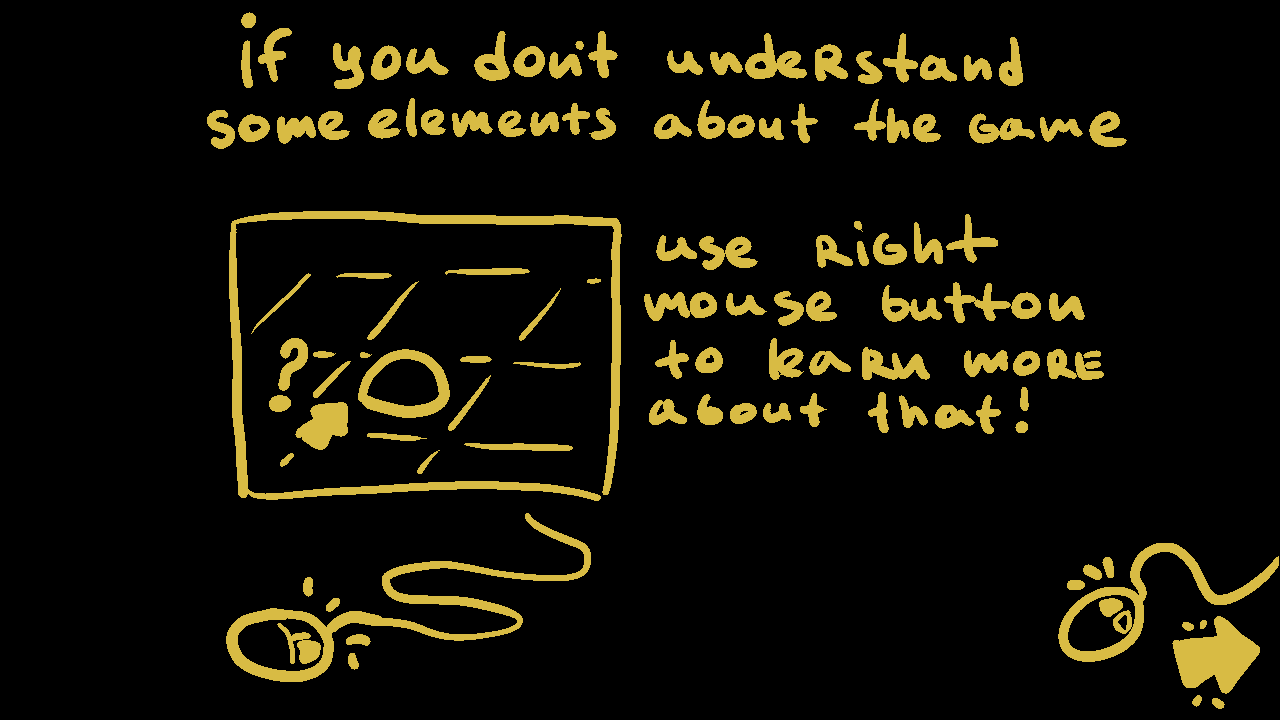 if you don't understand
some elements about the game
use Right
mouse button
to leaRn moRE
about that!
?